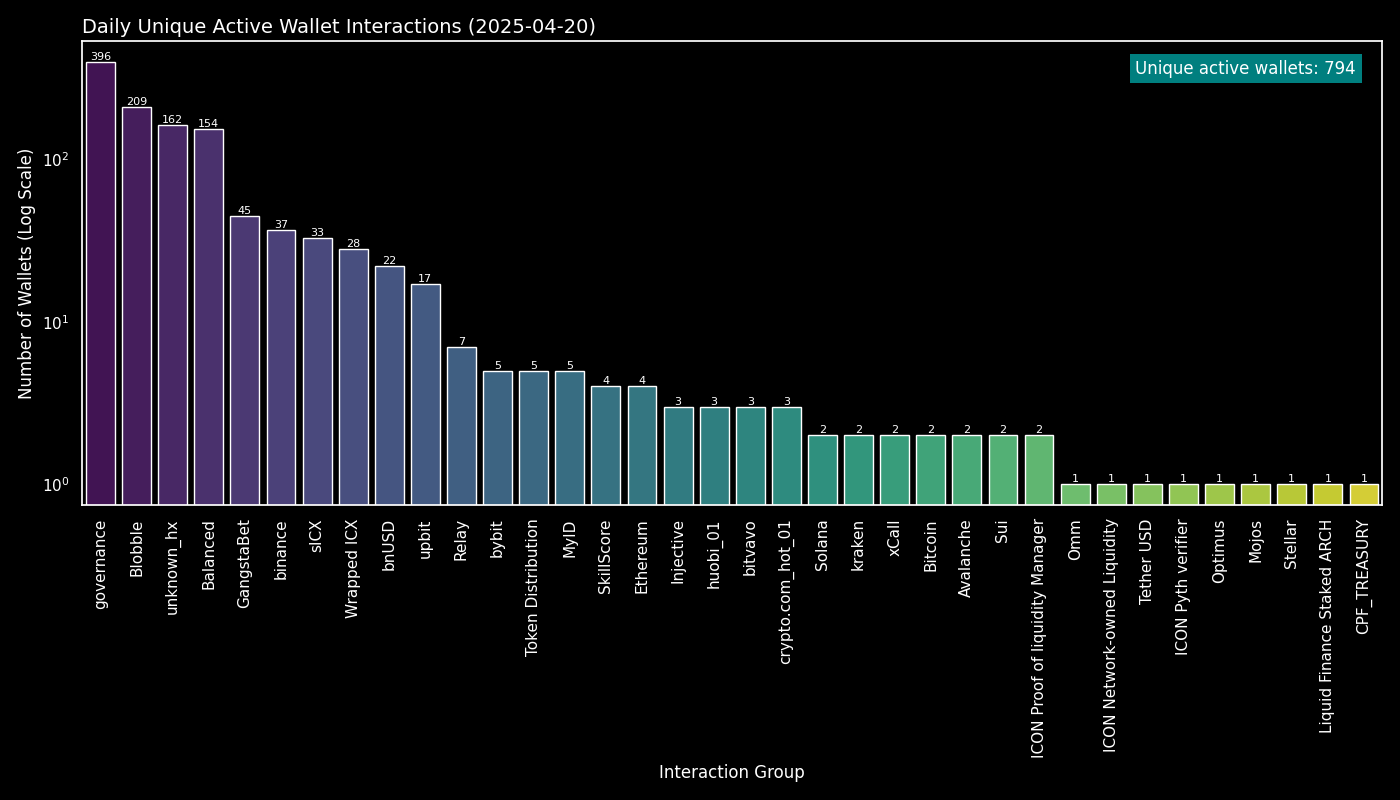 Daily Unique Active Wallet Interactions (2025-04-20)
Unique active wallets: 794
Number of Wallets (Log Scale)
10²
10¹
10⁰
396
209
162
154
45
37
33
28
22
17
7
5
5
5
4
4
3
3
3
3
2
2
2
2
2
2
2
1
1
1
1
1
1
1
1
1
governance
Blobble
unknown_hx
Balanced
GangstaBet
binance
sICX
Wrapped ICX
bnUSD
upbit
Relay
bybit
Token Distribution
MyID
SkillScore
Ethereum
Injective
huobi_01
bitvavo
crypto.com_hot_01
Solana
kraken
xCall
Bitcoin
Avalanche
Sui
ICON Proof of liquidity Manager
Omm
ICON Network-owned Liquidity
Tether USD
ICON Pyth verifier
Optimus
Mojos
Stellar
Liquid Finance Staked ARCH
CPF_TREASURY
Interaction Group